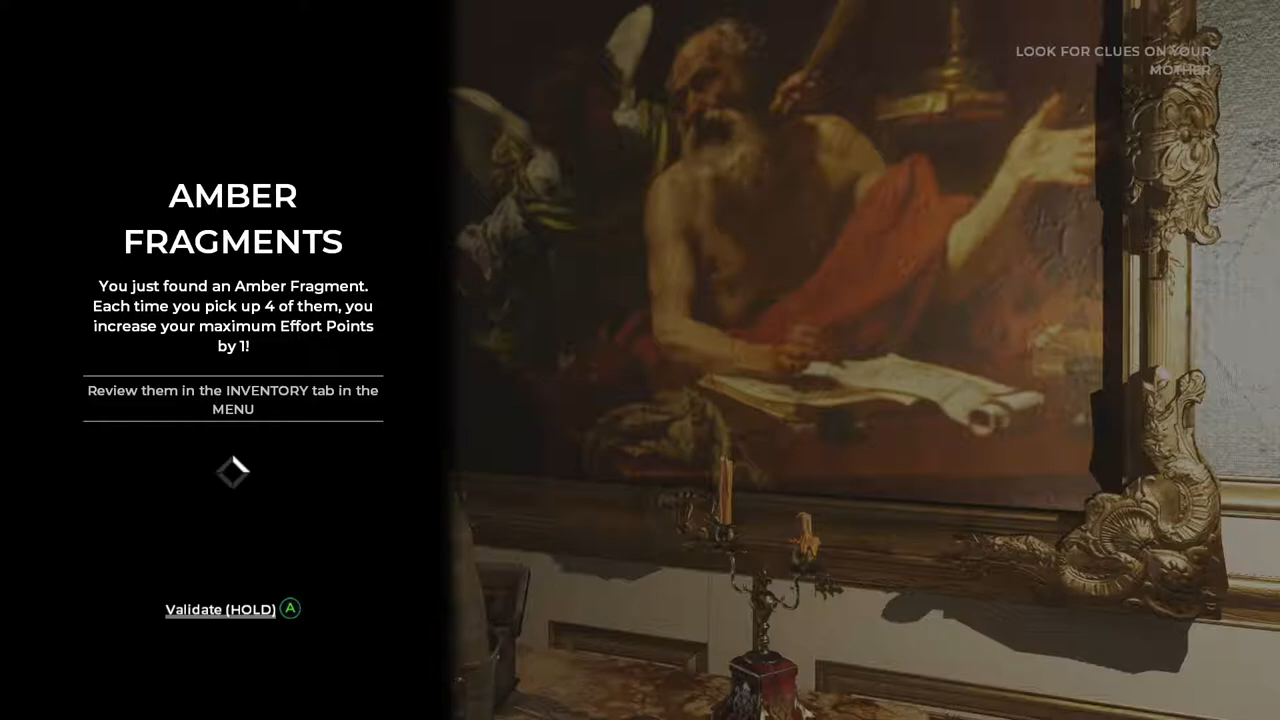 LOOK FOR CLUES ON YOUR
MOTHER
AMBER
FRAGMENTS
You just found an Amber Fragment.
Each time you pick up 4 of them, you
increase your maximum Effort Points
by 1!
Review them in the INVENTORY tab in the
MENU
Validate (HOLD) A